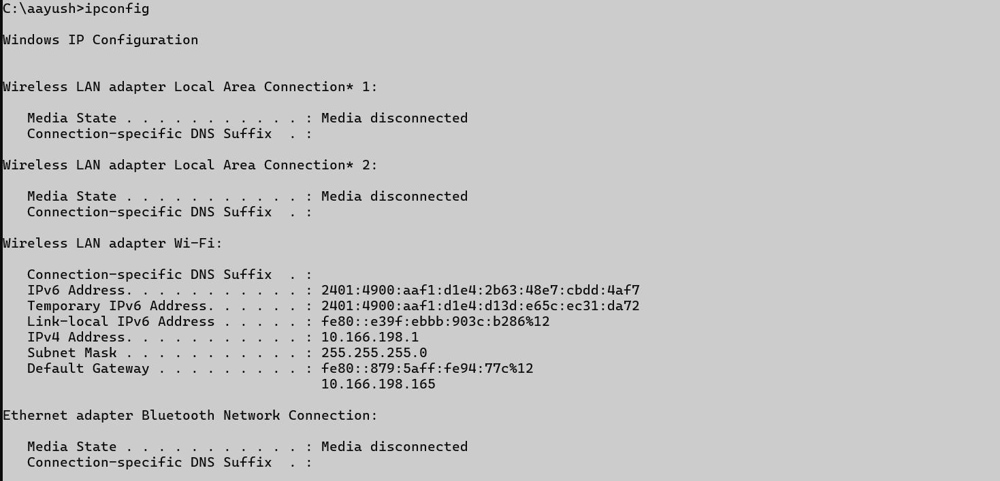 C:\aayush>ipconfig
Windows IP Configuration
Wireless LAN adapter Local Area Connection* 1:
   Media State . . . . . . . . . . . : Media disconnected
   Connection-specific DNS Suffix  . :
Wireless LAN adapter Local Area Connection* 2:
   Media State . . . . . . . . . . . : Media disconnected
   Connection-specific DNS Suffix  . :
Wireless LAN adapter Wi-Fi:
   Connection-specific DNS Suffix  . :
   IPv6 Address. . . . . . . . . . . : 2401:4900:aaf1:d1e4:2b63:48e7:cbdd:4af7
   Temporary IPv6 Address. . . . . . : 2401:4900:aaf1:d1e4:d13d:e65c:ec31:da72
   Link-local IPv6 Address . . . . . : fe80::e39f:ebbb:903c:b286%12
   IPv4 Address. . . . . . . . . . . : 10.166.198.1
   Subnet Mask . . . . . . . . . . . : 255.255.255.0
   Default Gateway . . . . . . . . . : fe80::879:5aff:fe94:77c%12
                                       10.166.198.165
Ethernet adapter Bluetooth Network Connection:
   Media State . . . . . . . . . . . : Media disconnected
   Connection-specific DNS Suffix  . :